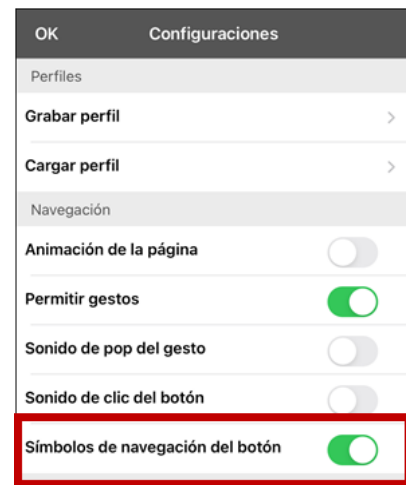 OK Configuraciones
Perfiles
Grabar perfil
Cargar perfil
Navegación
Animación de la página
Permitir gestos
Sonido de pop del gesto
Sonido de clic del botón
Símbolos de navegación del botón